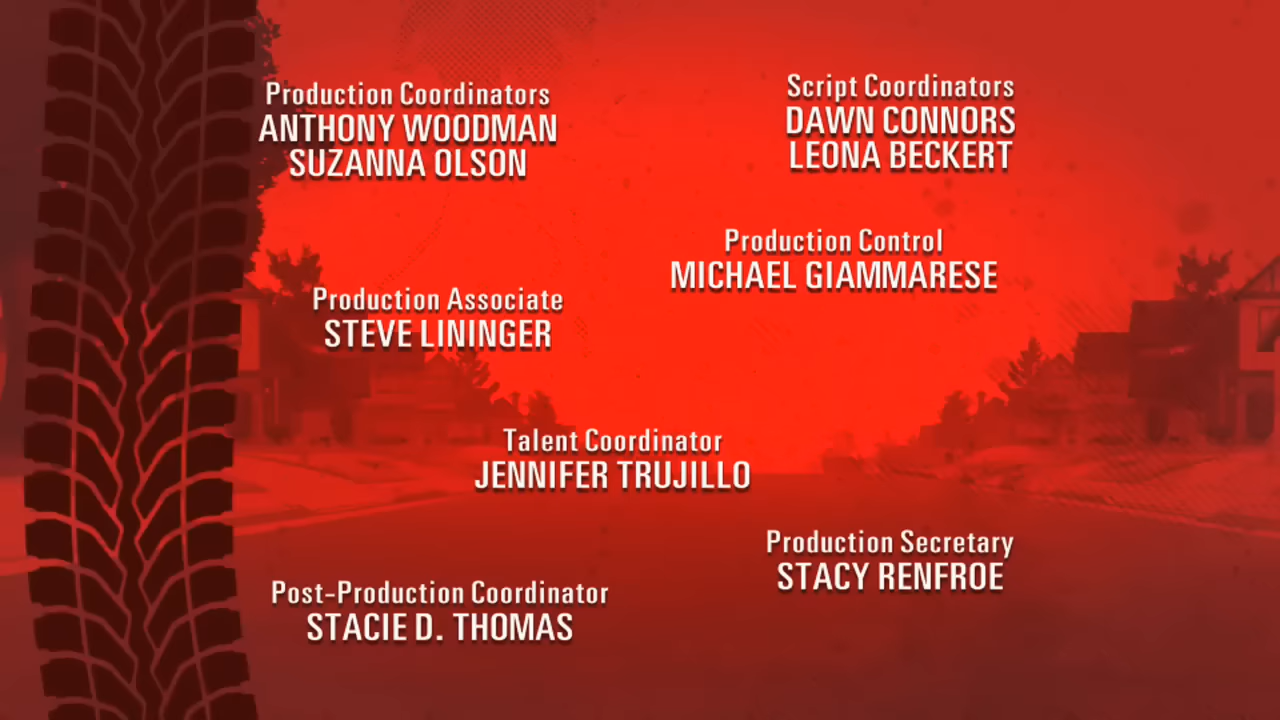 Production Coordinators
ANTHONY WOODMAN
SUZANNA OLSON
Script Coordinators
DAWN CONNORS
LEONA BECKERT
Production Control
MICHAEL GIAMMARESE
Production Associate
STEVE LININGER
Talent Coordinator
JENNIFER TRUJILLO
Production Secretary
STACY RENFROE
Post-Production Coordinator
STACIE D. THOMAS